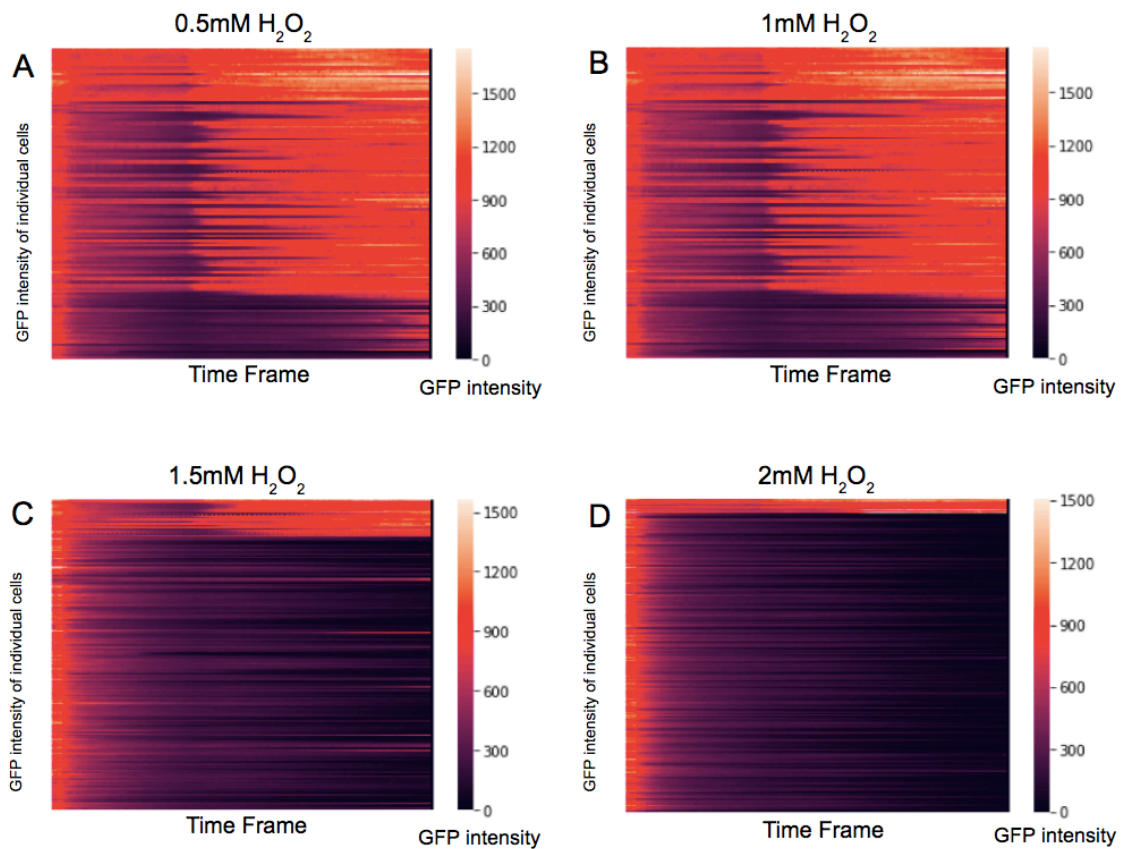 0.5mM H₂O₂
A
GFP intensity of individual cells
1500
1200
900
600
300
0
Time Frame
GFP intensity
1mM H₂O₂
B
GFP intensity of individual cells
1500
1200
900
600
300
0
Time Frame
GFP intensity
1.5mM H₂O₂
C
GFP intensity of individual cells
1500
1200
900
600
300
0
Time Frame
GFP intensity
2mM H₂O₂
D
GFP intensity of individual cells
1500
1200
900
600
300
0
Time Frame
GFP intensity